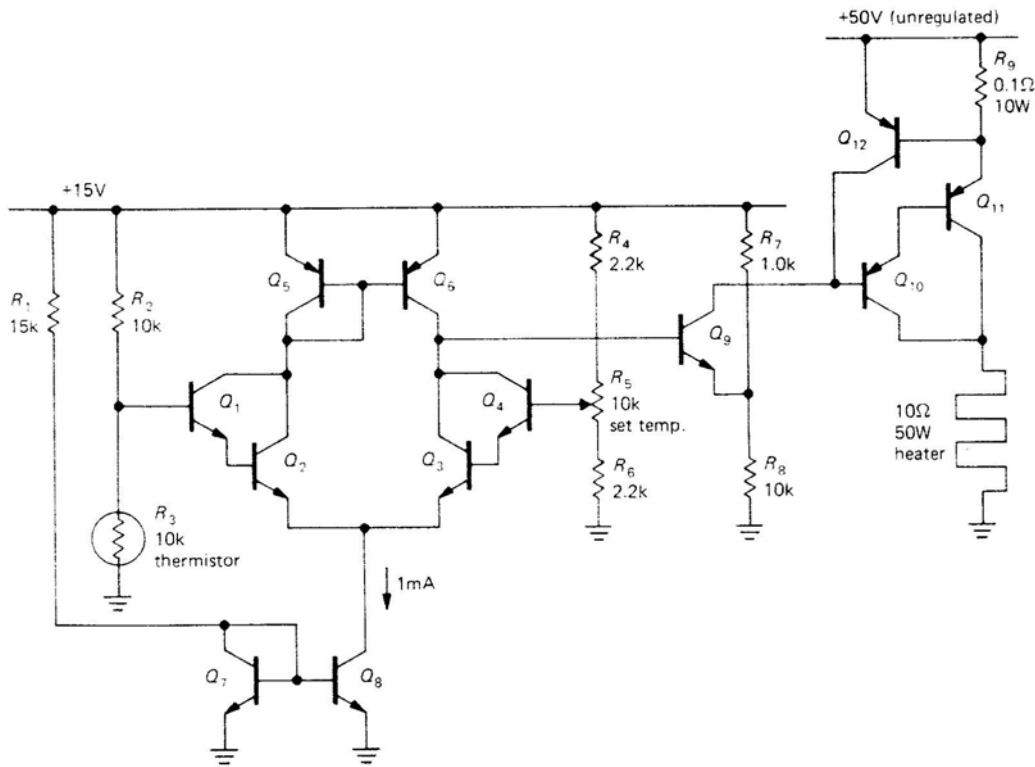 +50V (unregulated)
R9
0.1Ω
10W
Q12
+15V
Q11
R4
2.2k
R7
1.0k
Q5
Q6
Q10
R1
15k
R2
10k
Q9
Q1
Q4
R5
10k
set temp.
10Ω
50W
heater
Q2
Q3
R6
2.2k
R8
10k
R3
10k
thermistor
1mA
Q7
Q8